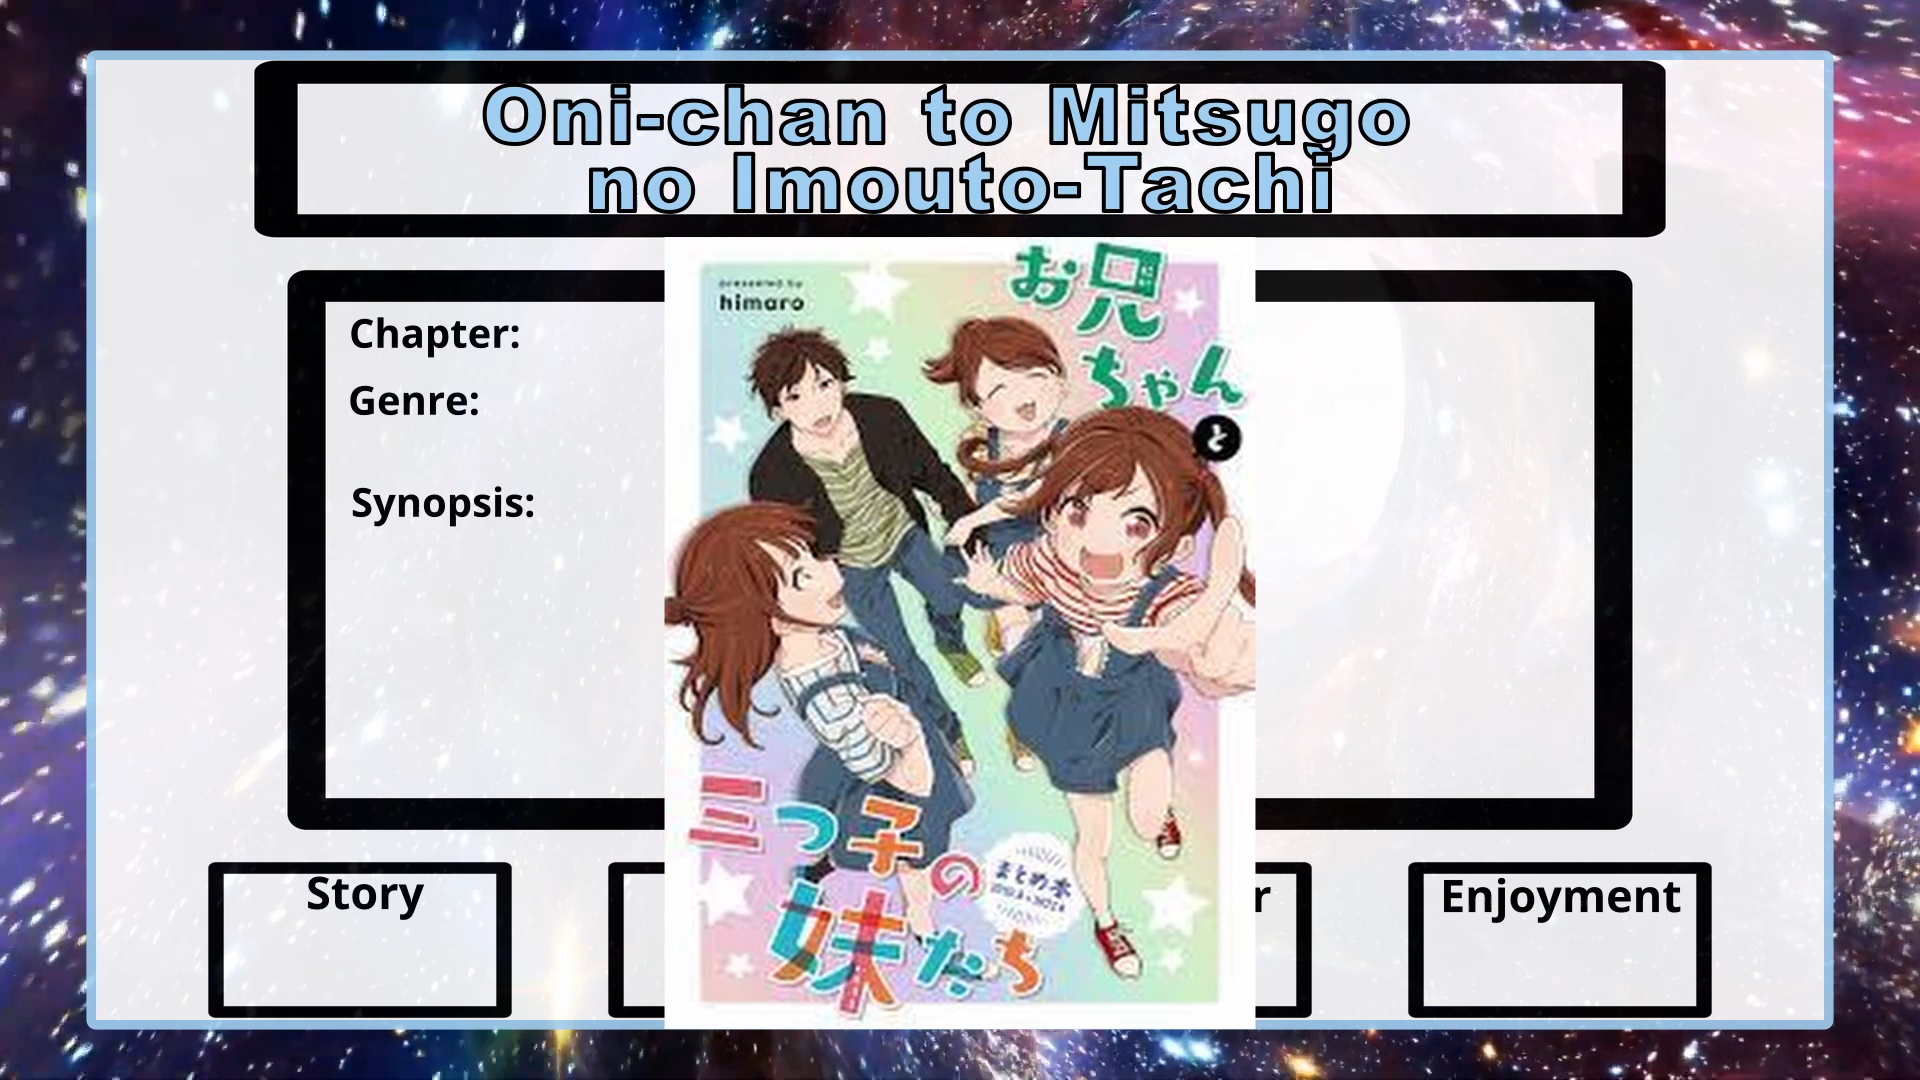 Oni-chan to Mitsugo
no Imouto-Tachi
Chapter:
Genre:
Synopsis:
presented by
himaro
お兄
ちゃん
と
三つ子の
妹たち
まとめ本
Story
r
Enjoyment